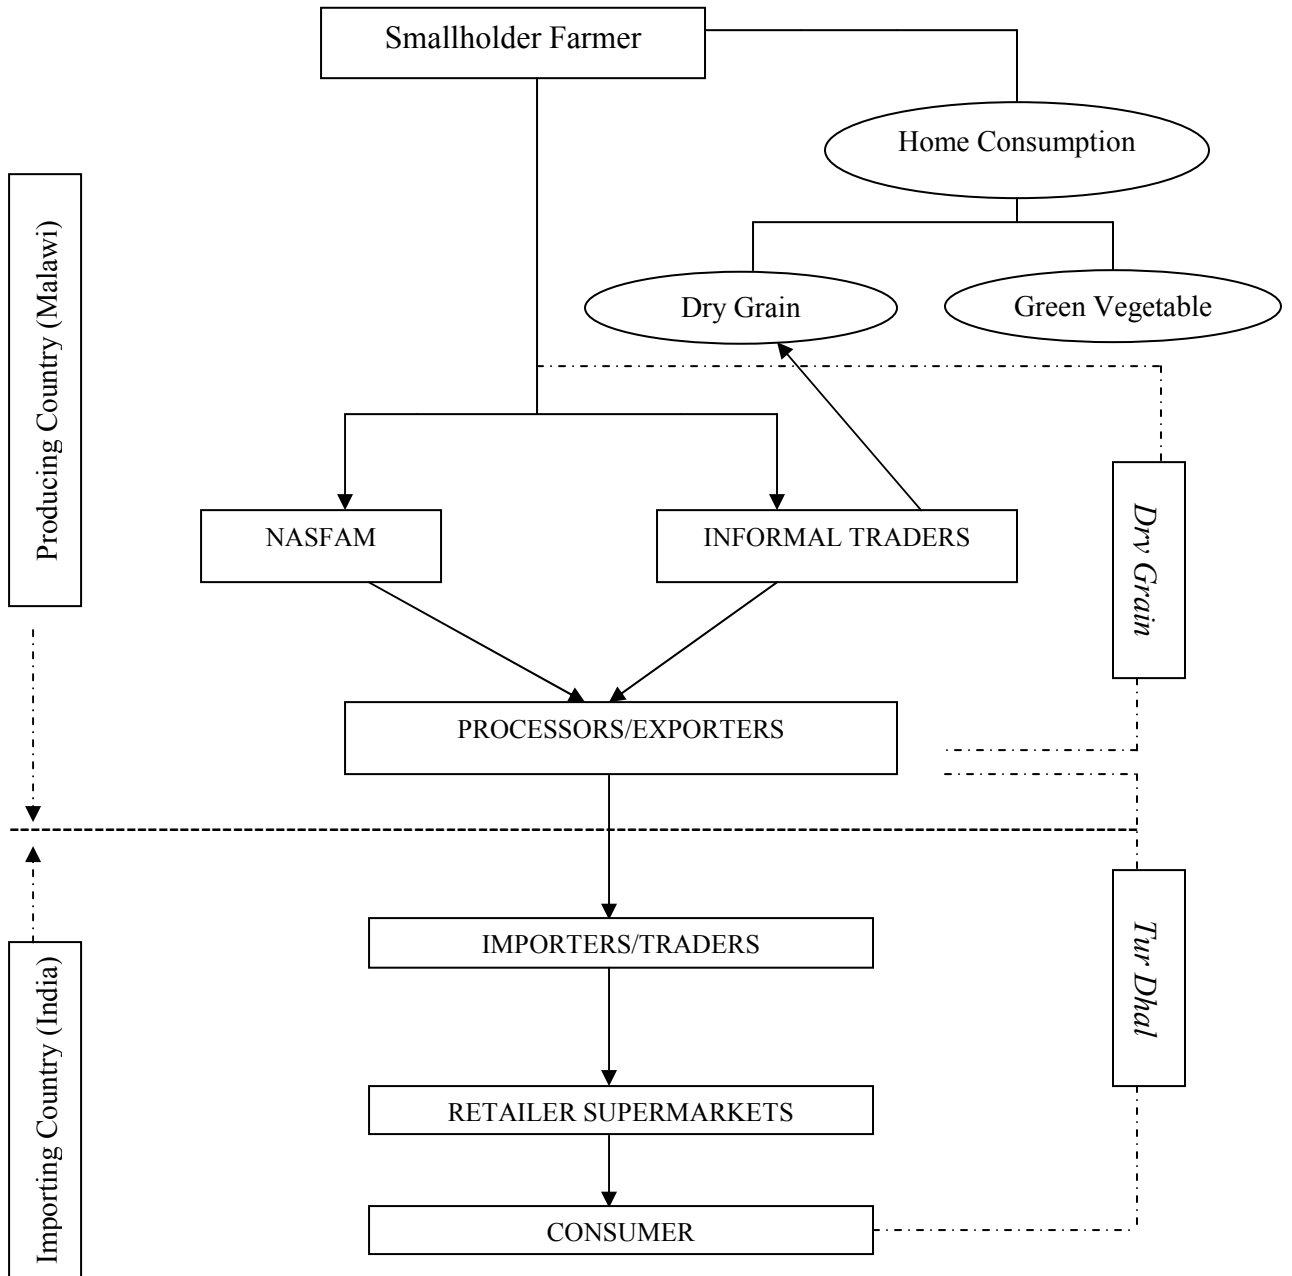 Smallholder Farmer
Home Consumption
Dry Grain
Green Vegetable
Producing Country (Malawi)
NASFAM
INFORMAL TRADERS
Drv Grain
PROCESSORS/EXPORTERS
IMPORTERS/TRADERS
Tur Dhal
Importing Country (India)
RETAILER SUPERMARKETS
CONSUMER